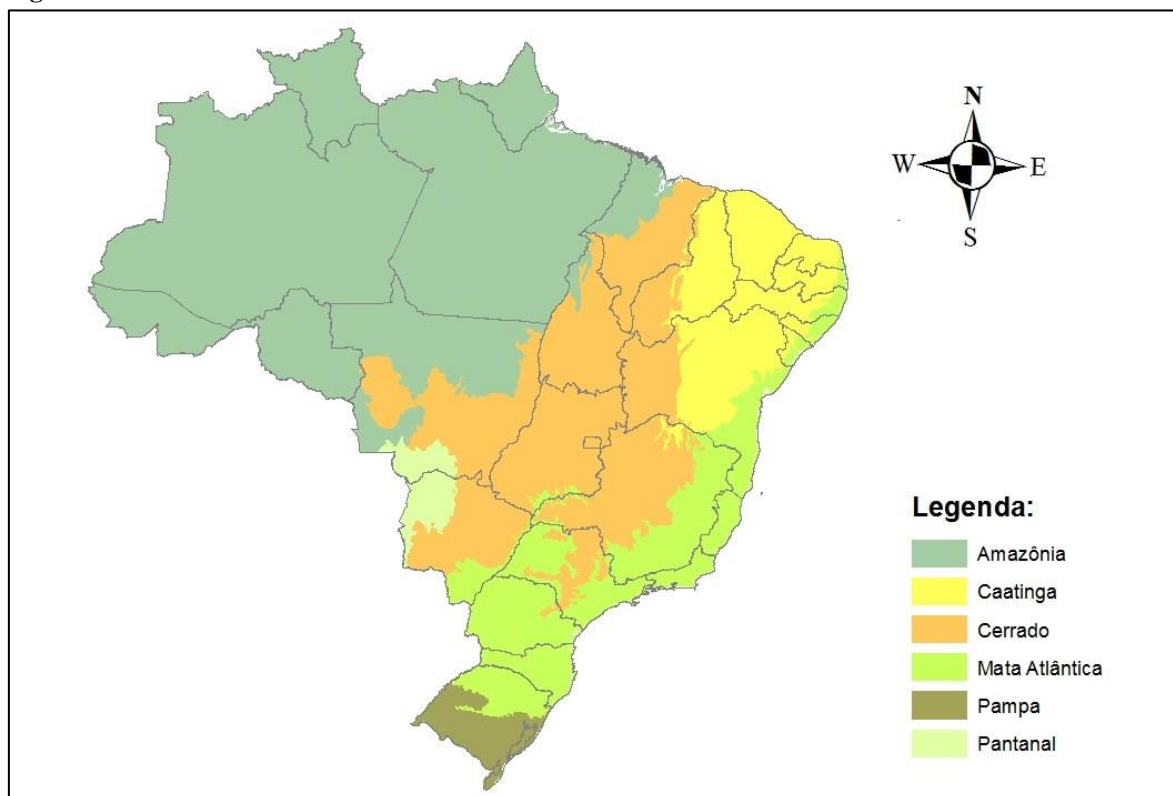 N
W E
S
Legenda:
Amazônia
Caatinga
Cerrado
Mata Atlântica
Pampa
Pantanal